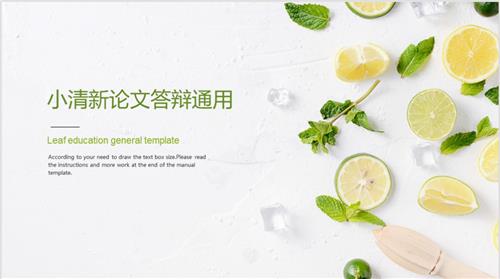 小清新论文答辩通用
Leaf education general template
According to your need to draw the text box size.Please read
the instructions and more work at the end of the manual
template.